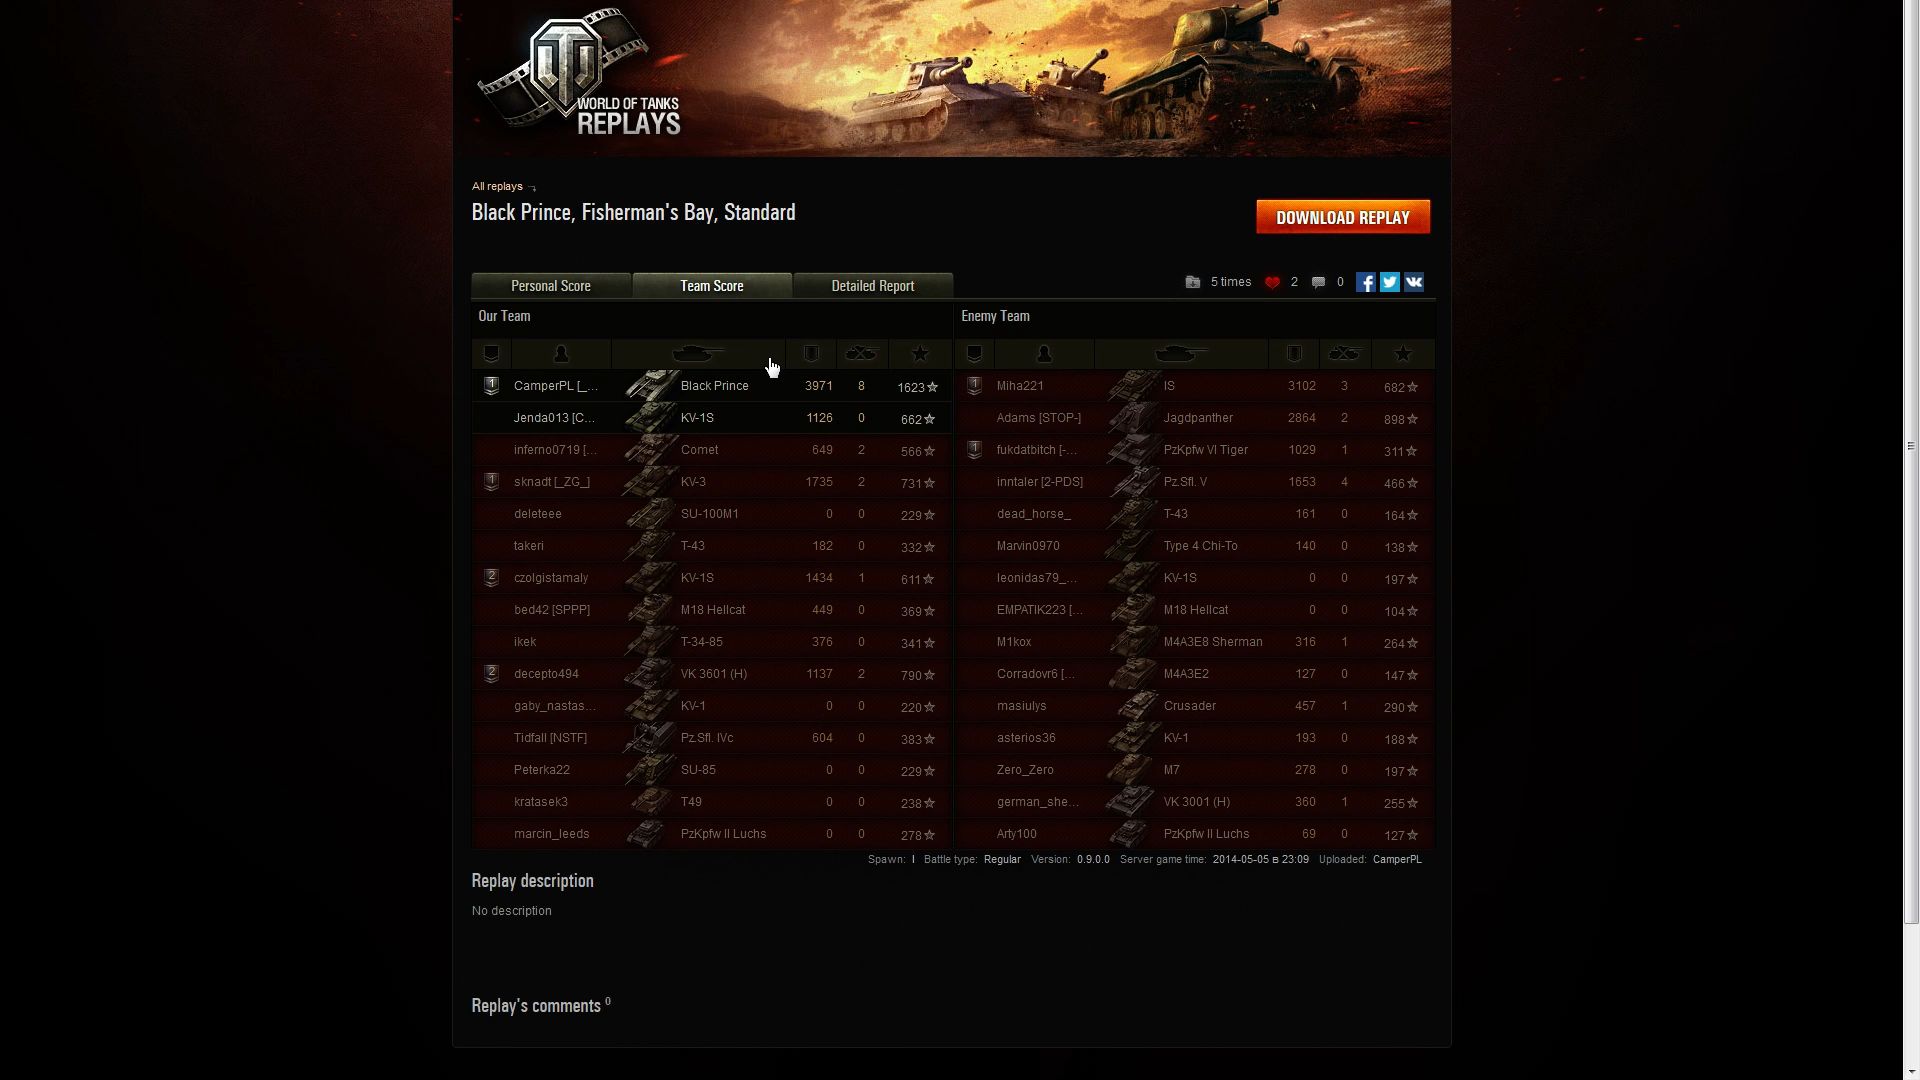 WORLD OF TANKS
REPLAYS
All replays
Black Prince, Fisherman's Bay, Standard
DOWNLOAD REPLAY
Personal Score Team Score Detailed Report 5 times 2 0
Our Team Enemy Team
1 CamperPL [_... Black Prince 3971 8 1623 1 Miha221 IS 3102 3 682
Jenda013 [C... KV-1S 1126 0 662 Adams [STOP-] Jagdpanther 2864 2 898
inferno0719 [... Comet 649 2 566 1 fukdatbitch [-... PzKpfw VI Tiger 1029 1 311
1 sknadt [_ZG_] KV-3 1735 2 731 inntaler [2-PDS] Pz.Sfl. V 1653 4 466
deleteee SU-100M1 0 0 229 dead_horse_ T-43 161 0 164
takeri T-43 182 0 332 Marvin0970 Type 4 Chi-To 140 0 138
2 czolgistamaly KV-1S 1434 1 611 leonidas79_... KV-1S 0 0 197
bed42 [SPPP] M18 Hellcat 449 0 369 EMPATIK223 [... M18 Hellcat 0 0 104
ikek T-34-85 376 0 341 M1kox M4A3E8 Sherman 316 1 264
2 decepto494 VK 3601 (H) 1137 2 790 Corradovr6 [... M4A3E2 127 0 147
gaby_nastas... KV-1 0 0 220 masiulys Crusader 457 1 290
Tidfall [NSTF] Pz.Sfl. IVc 604 0 383 asterios36 KV-1 193 0 188
Peterka22 SU-85 0 0 229 Zero_Zero M7 278 0 197
kratasek3 T49 0 0 238 german_she... VK 3001 (H) 360 1 255
marcin_leeds PzKpfw II Luchs 0 0 278 Arty100 PzKpfw II Luchs 69 0 127
Spawn: I Battle type: Regular Version: 0.9.0.0 Server game time: 2014-05-05 в 23:09 Uploaded: CamperPL
Replay description
No description
Replay's comments 0